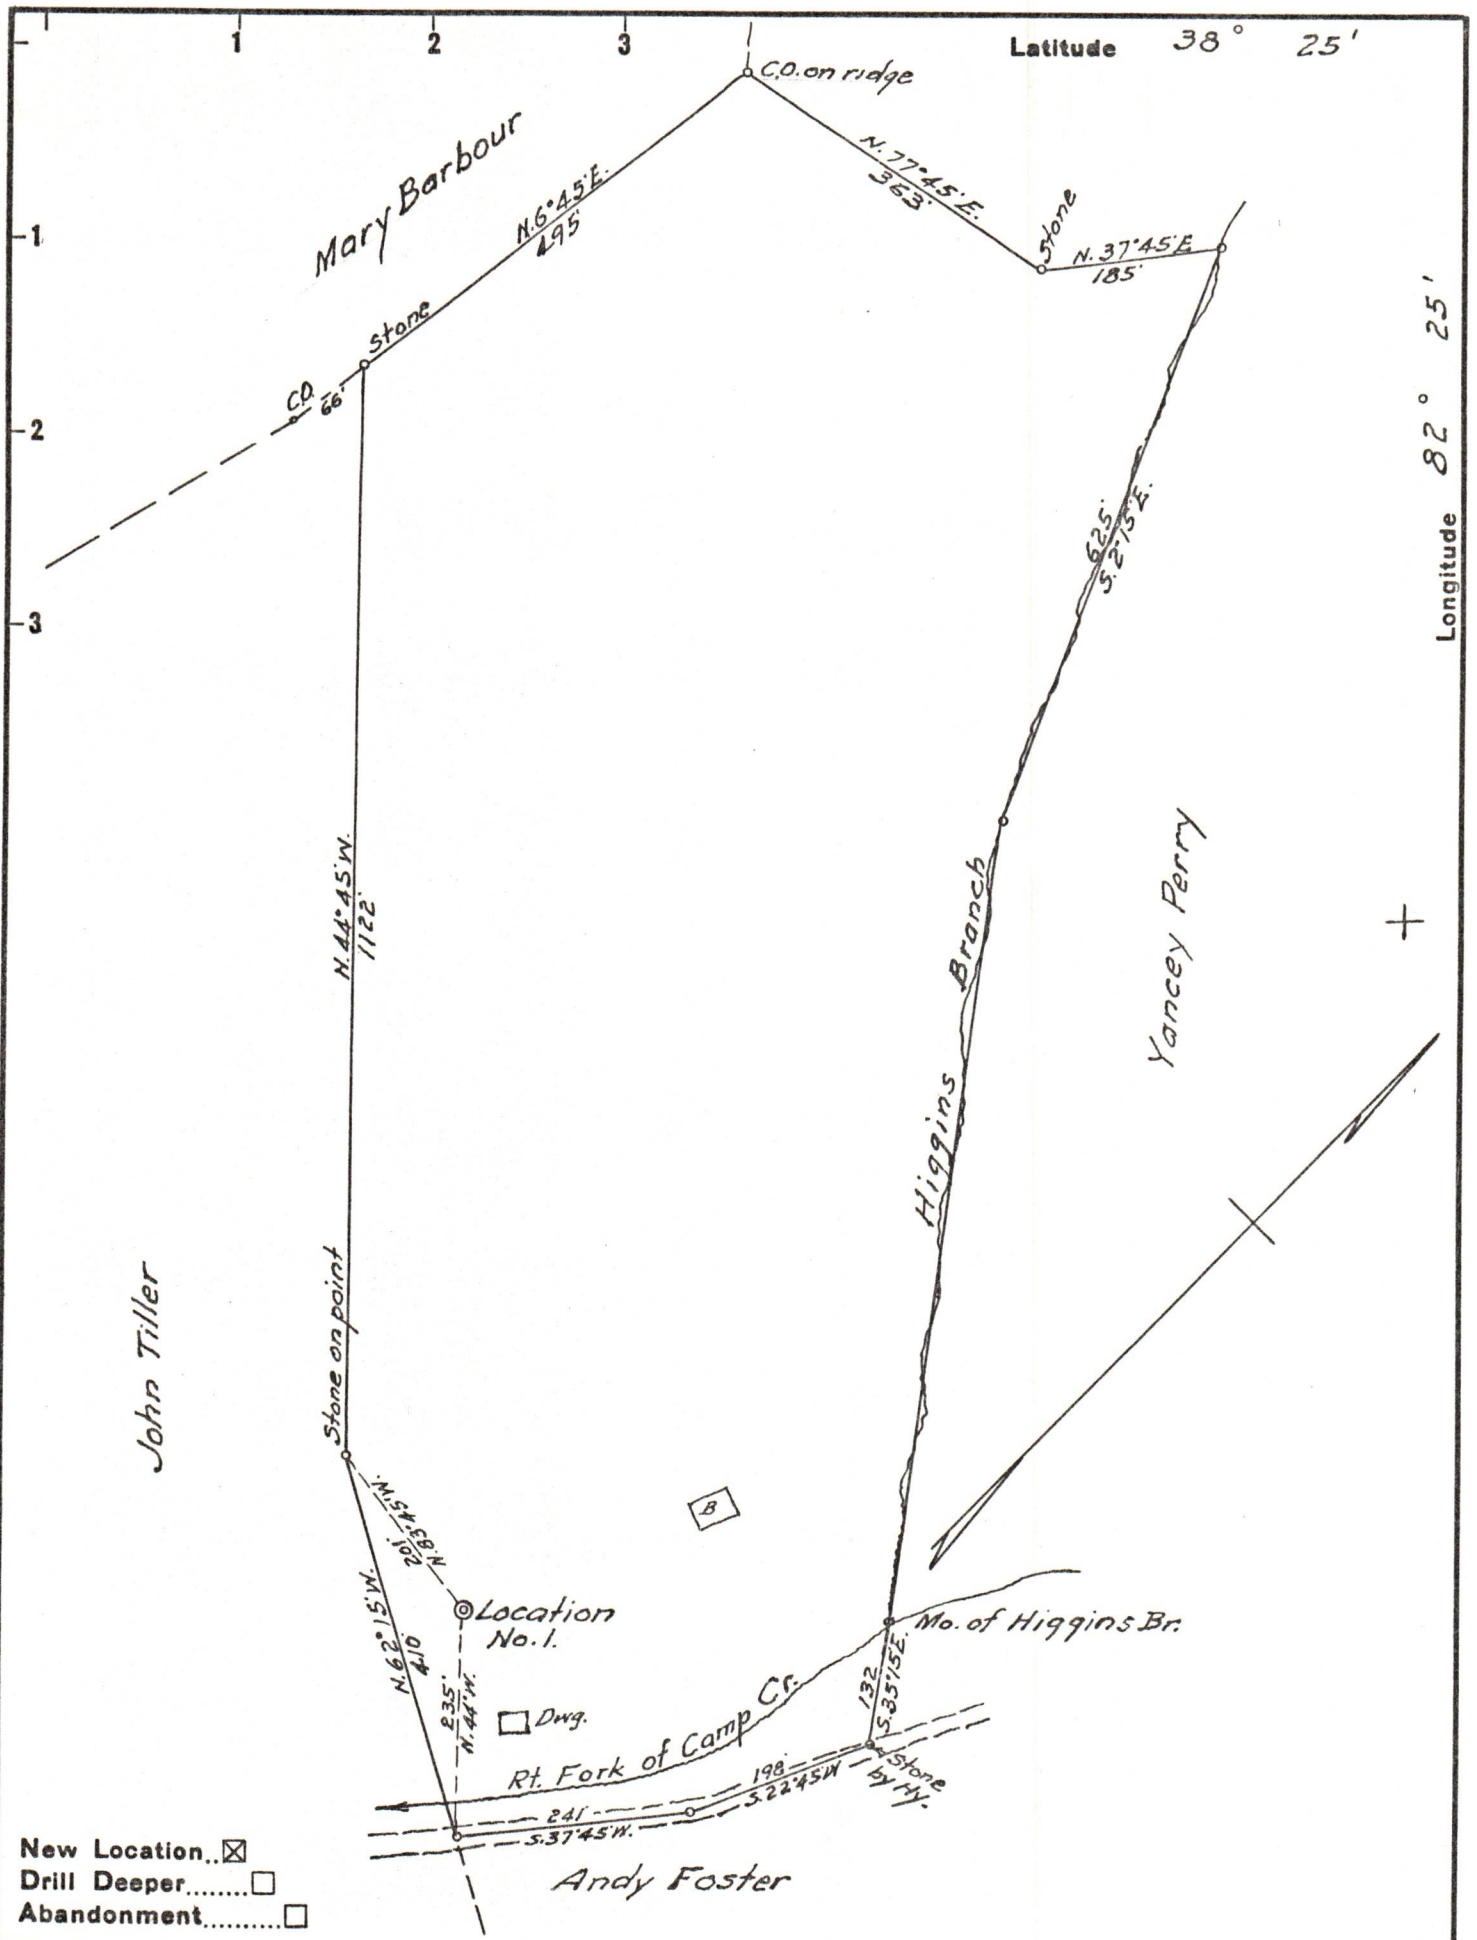 1
2
3
Latitude 38° 25'
C.O. on ridge
Mary Barbour
N.77°45'E.
363'
N.6°45'E.
495'
Stone
N.37°45'E
185'
-1
Stone
C.O.
66'
-2
Longitude 82° 25'
625'
S.2°15'E.
-3
N.44°45'W.
1122'
Higgins Branch
Yancey Perry
John Tiller
Stone on point
N.83°45'W.
201'
B
Location
No. 1.
Mo. of Higgins Br.
N.62°15'W.
410'
235'
N.44°W.
Dwg.
132
S.35°15'E.
Rt. Fork of Camp Cr.
198'
S.22°45'W
Stone
by Hy.
241
S.37°45'W.
New Location..☒
Drill Deeper........☐
Abandonment..........☐
Andy Foster